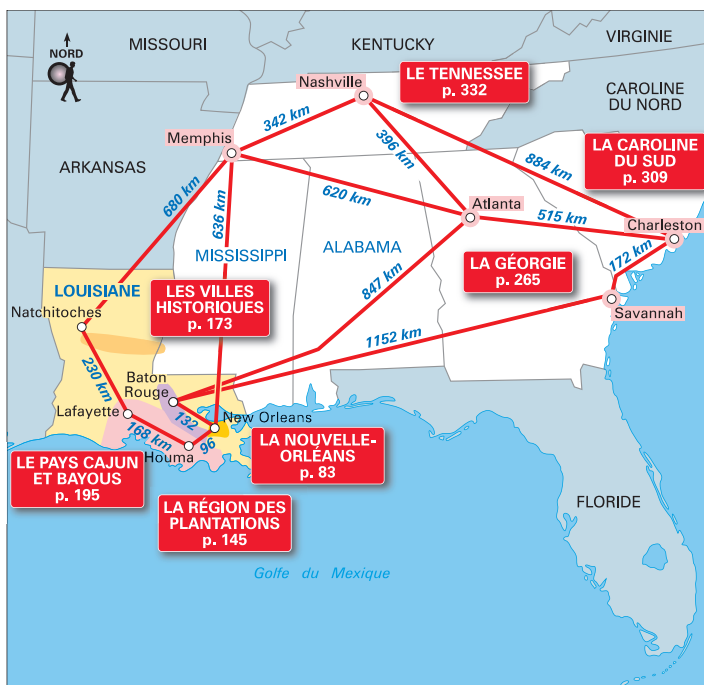 MISSOURI
KENTUCKY
VIRGINIE
NORD
Nashville
LE TENNESSEE
p. 332
CAROLINE
DU NORD
342 km
396 km
Memphis
ARKANSAS
884 km
LA CAROLINE
DU SUD
p. 309
680 km
636 km
620 km
Atlanta
515 km
Charleston
MISSISSIPPI
ALABAMA
172 km
LA GÉORGIE
p. 265
847 km
LOUISIANE
LES VILLES
HISTORIQUES
p. 173
Natchitoches
Savannah
1152 km
230 km
Baton
Rouge
Lafayette
132
New Orleans
168 km
96
Houma
LE PAYS CAJUN
ET BAYOUS
p. 195
LA NOUVELLE-
ORLÉANS
p. 83
LA RÉGION DES
PLANTATIONS
p. 145
FLORIDE
Golfe du Mexique